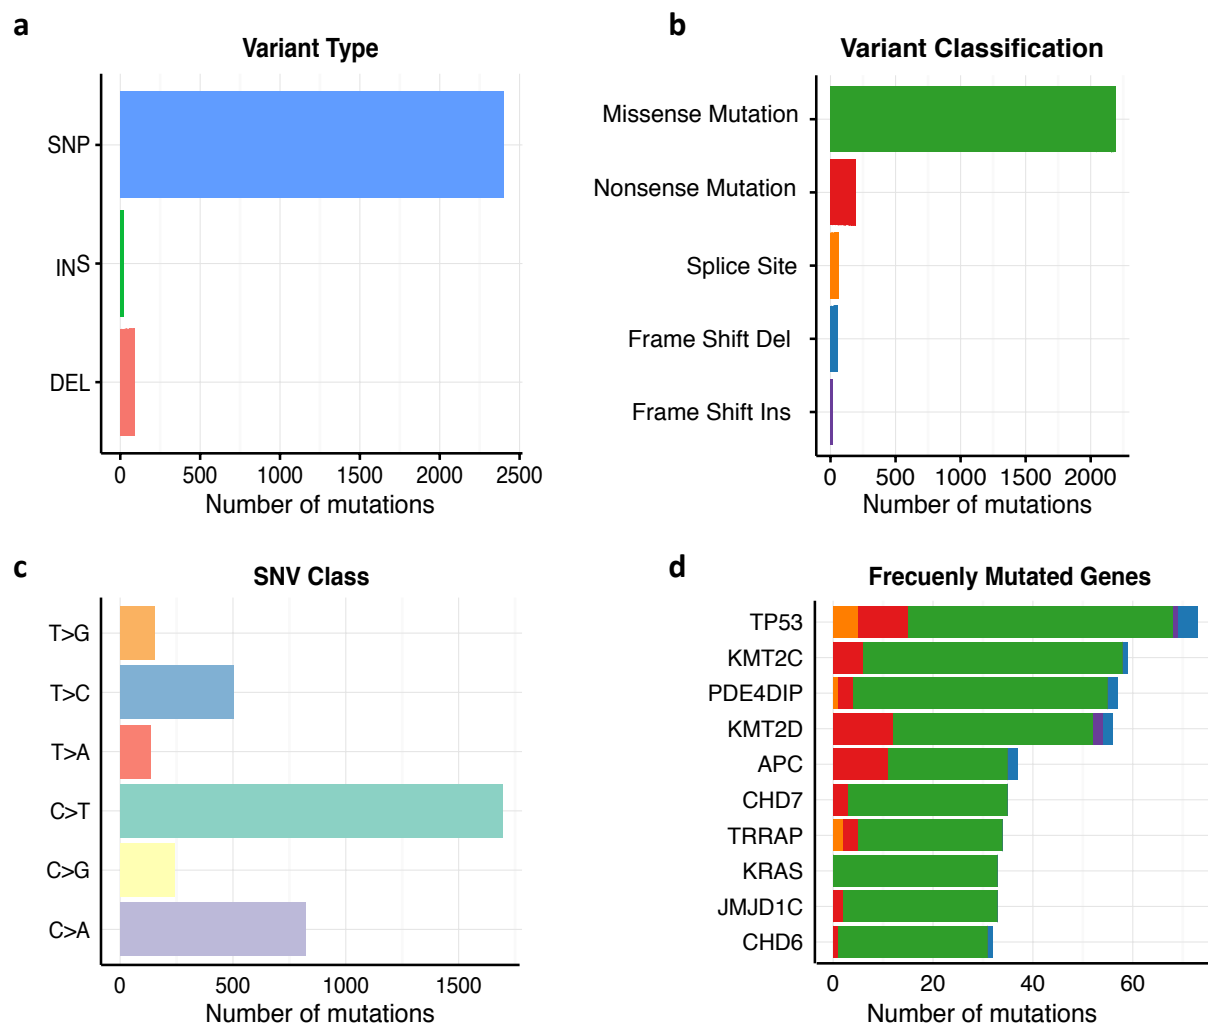 a
Variant Type
SNP
INS
DEL
0 500 1000 1500 2000 2500
Number of mutations
b
Variant Classification
Missense Mutation
Nonsense Mutation
Splice Site
Frame Shift Del
Frame Shift Ins
0 500 1000 1500 2000
Number of mutations
c
SNV Class
T>G
T>C
T>A
C>T
C>G
C>A
0 500 1000 1500
Number of mutations
d
Frecuenly Mutated Genes
TP53
KMT2C
PDE4DIP
KMT2D
APC
CHD7
TRRAP
KRAS
JMJD1C
CHD6
0 20 40 60
Number of mutations